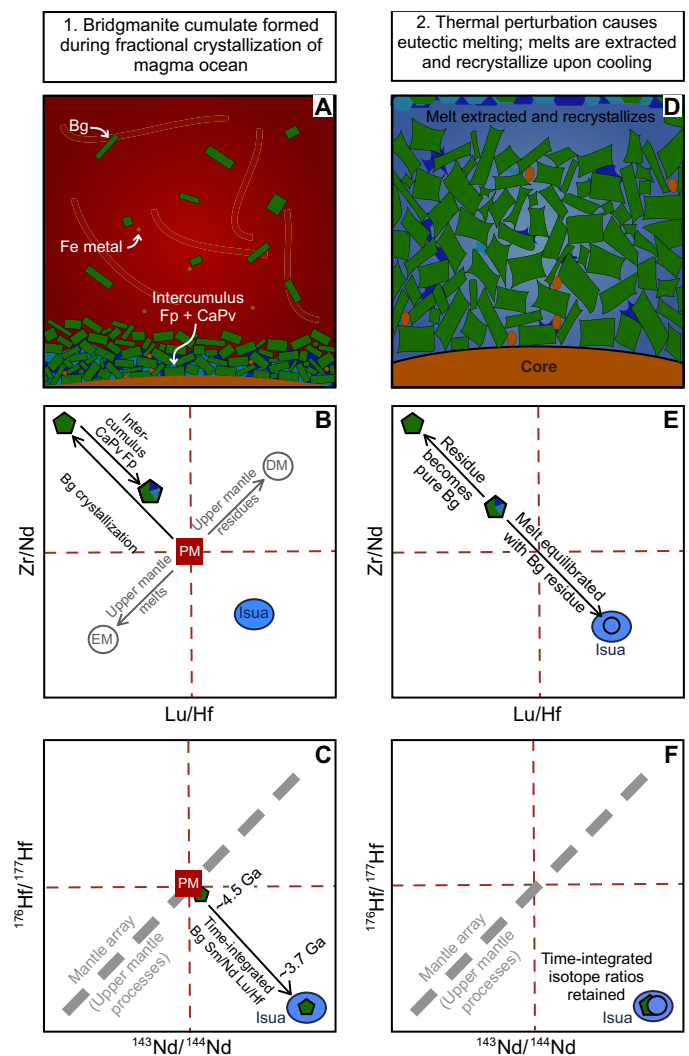 1. Bridgmanite cumulate formed
during fractional crystallization of
magma ocean
2. Thermal perturbation causes
eutectic melting; melts are extracted
and recrystallize upon cooling
A
Bg
Fe metal
Intercumulus
Fp + CaPv
D
Melt extracted and recrystallizes
Core
B
Inter-
cumulus
CaPv Fp
Bg crystallization
DM
Upper mantle
residues
PM
Upper mantle
melts
EM
Isua
Zr/Nd
Lu/Hf
E
Residue
becomes
pure Bg
Melt equilibrated
with Bg residue
Isua
Zr/Nd
Lu/Hf
C
PM
~4.5 Ga
Time-integrated
Bg Sm/Nd Lu/Hf
~3.7 Ga
Mantle array
(Upper mantle
processes)
Isua
¹⁷⁶Hf/¹⁷⁷Hf
¹⁴³Nd/¹⁴⁴Nd
F
Mantle array
(Upper mantle
processes)
Time-integrated
isotope ratios
retained
Isua
¹⁷⁶Hf/¹⁷⁷Hf
¹⁴³Nd/¹⁴⁴Nd